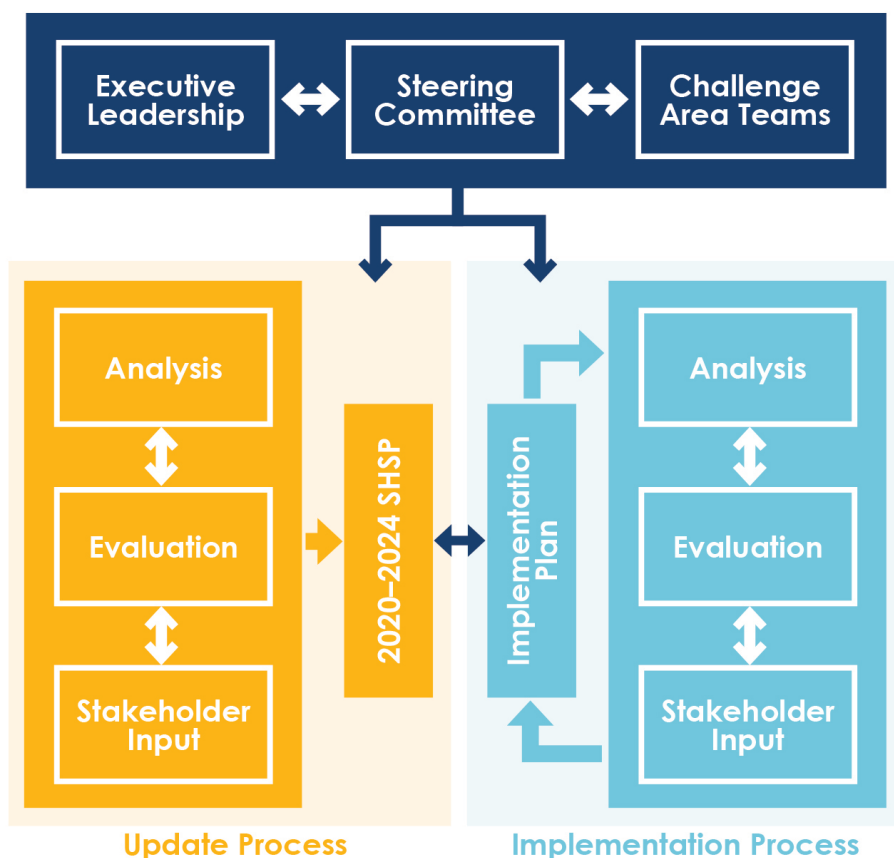 Executive
Leadership
Steering
Committee
Challenge
Area Teams
Analysis
Evaluation
Stakeholder
Input
2020–2024 SHSP
Update Process
Implementation
Plan
Analysis
Evaluation
Stakeholder
Input
Implementation Process